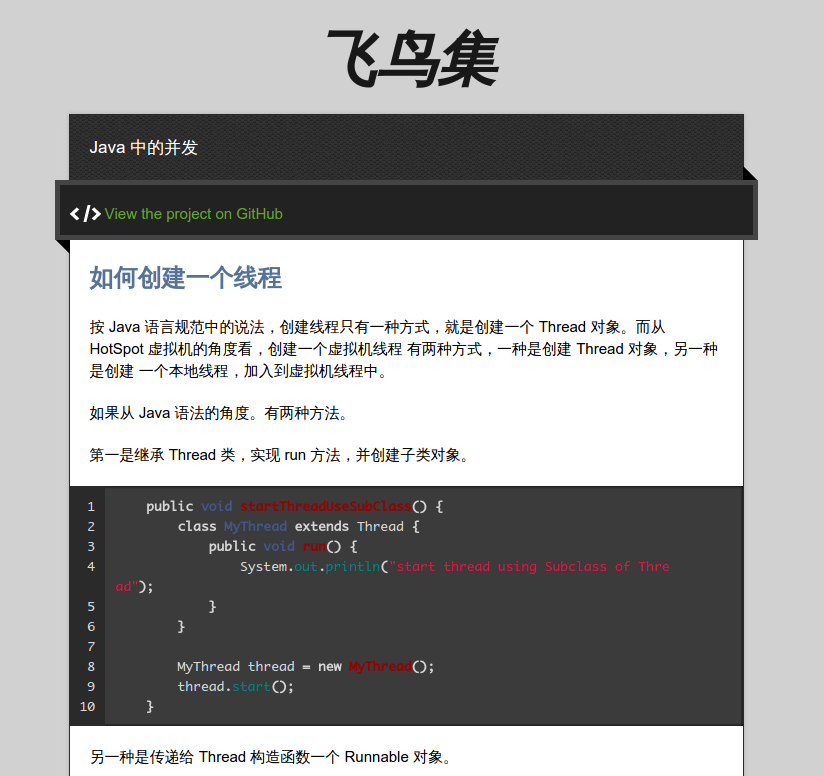 飞鸟集
Java 中的并发
</> View the project on GitHub
如何创建一个线程
按 Java 语言规范中的说法，创建线程只有一种方式，就是创建一个 Thread 对象。而从
HotSpot 虚拟机的角度看，创建一个虚拟机线程 有两种方式，一种是创建 Thread 对象，另一种
是创建 一个本地线程，加入到虚拟机线程中。
如果从 Java 语法的角度。有两种方法。
第一是继承 Thread 类，实现 run 方法，并创建子类对象。
1 public void startThreadUseSubClass() {
2 class MyThread extends Thread {
3 public void run() {
4 System.out.println("start thread using Subclass of Thre
ad");
5 }
6 }
7
8 MyThread thread = new MyThread();
9 thread.start();
10 }
另一种是传递给 Thread 构造函数一个 Runnable 对象。